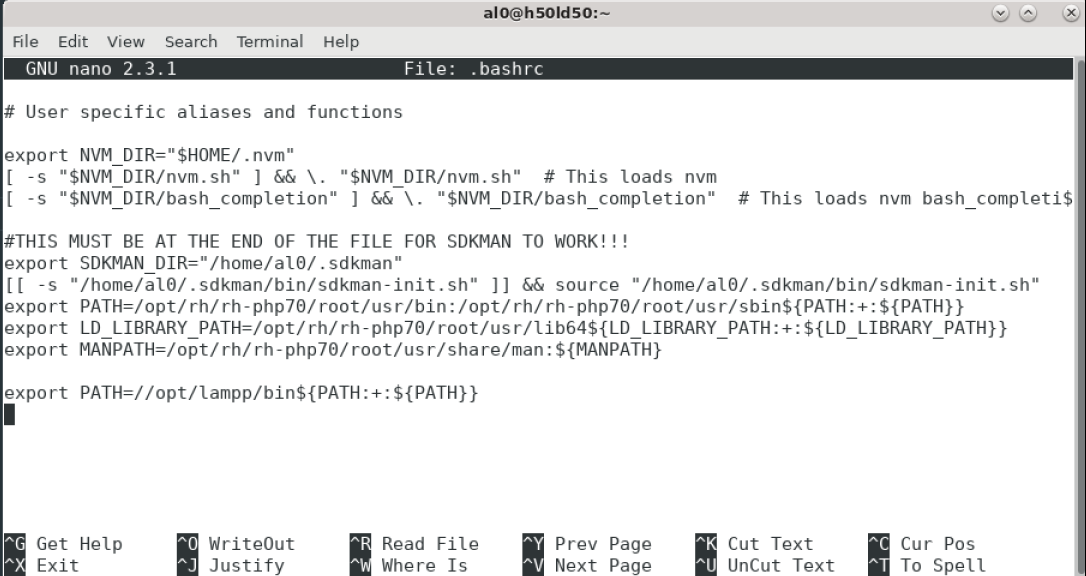 al0@h50ld50:~
File Edit View Search Terminal Help
GNU nano 2.3.1 File: .bashrc
# User specific aliases and functions
export NVM_DIR="$HOME/.nvm"
[ -s "$NVM_DIR/nvm.sh" ] && \. "$NVM_DIR/nvm.sh"  # This loads nvm
[ -s "$NVM_DIR/bash_completion" ] && \. "$NVM_DIR/bash_completion"  # This loads nvm bash_completi$
#THIS MUST BE AT THE END OF THE FILE FOR SDKMAN TO WORK!!!
export SDKMAN_DIR="/home/al0/.sdkman"
[[ -s "/home/al0/.sdkman/bin/sdkman-init.sh" ]] && source "/home/al0/.sdkman/bin/sdkman-init.sh"
export PATH=/opt/rh/rh-php70/root/usr/bin:/opt/rh/rh-php70/root/usr/sbin${PATH:+:${PATH}}
export LD_LIBRARY_PATH=/opt/rh/rh-php70/root/usr/lib64${LD_LIBRARY_PATH:+:${LD_LIBRARY_PATH}}
export MANPATH=/opt/rh/rh-php70/root/usr/share/man:${MANPATH}
export PATH=//opt/lampp/bin${PATH:+:${PATH}}
^G Get Help ^O WriteOut ^R Read File ^Y Prev Page ^K Cut Text ^C Cur Pos
^X Exit ^J Justify ^W Where Is ^V Next Page ^U UnCut Text ^T To Spell